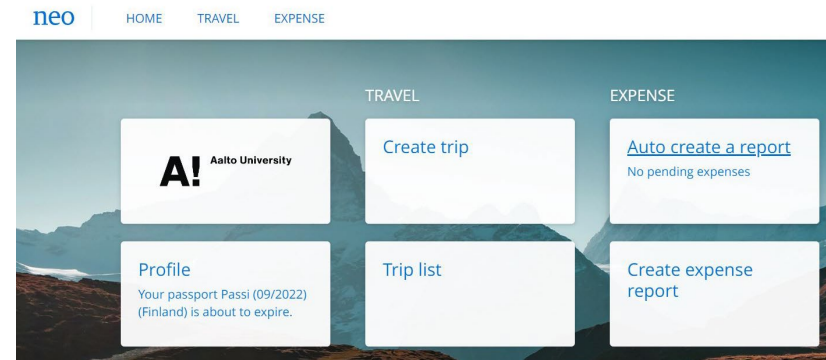 neo
HOME
TRAVEL
EXPENSE
TRAVEL
EXPENSE
A! Aalto University
Create trip
Auto create a report
No pending expenses
Profile
Your passport Passi (09/2022)
(Finland) is about to expire.
Trip list
Create expense
report